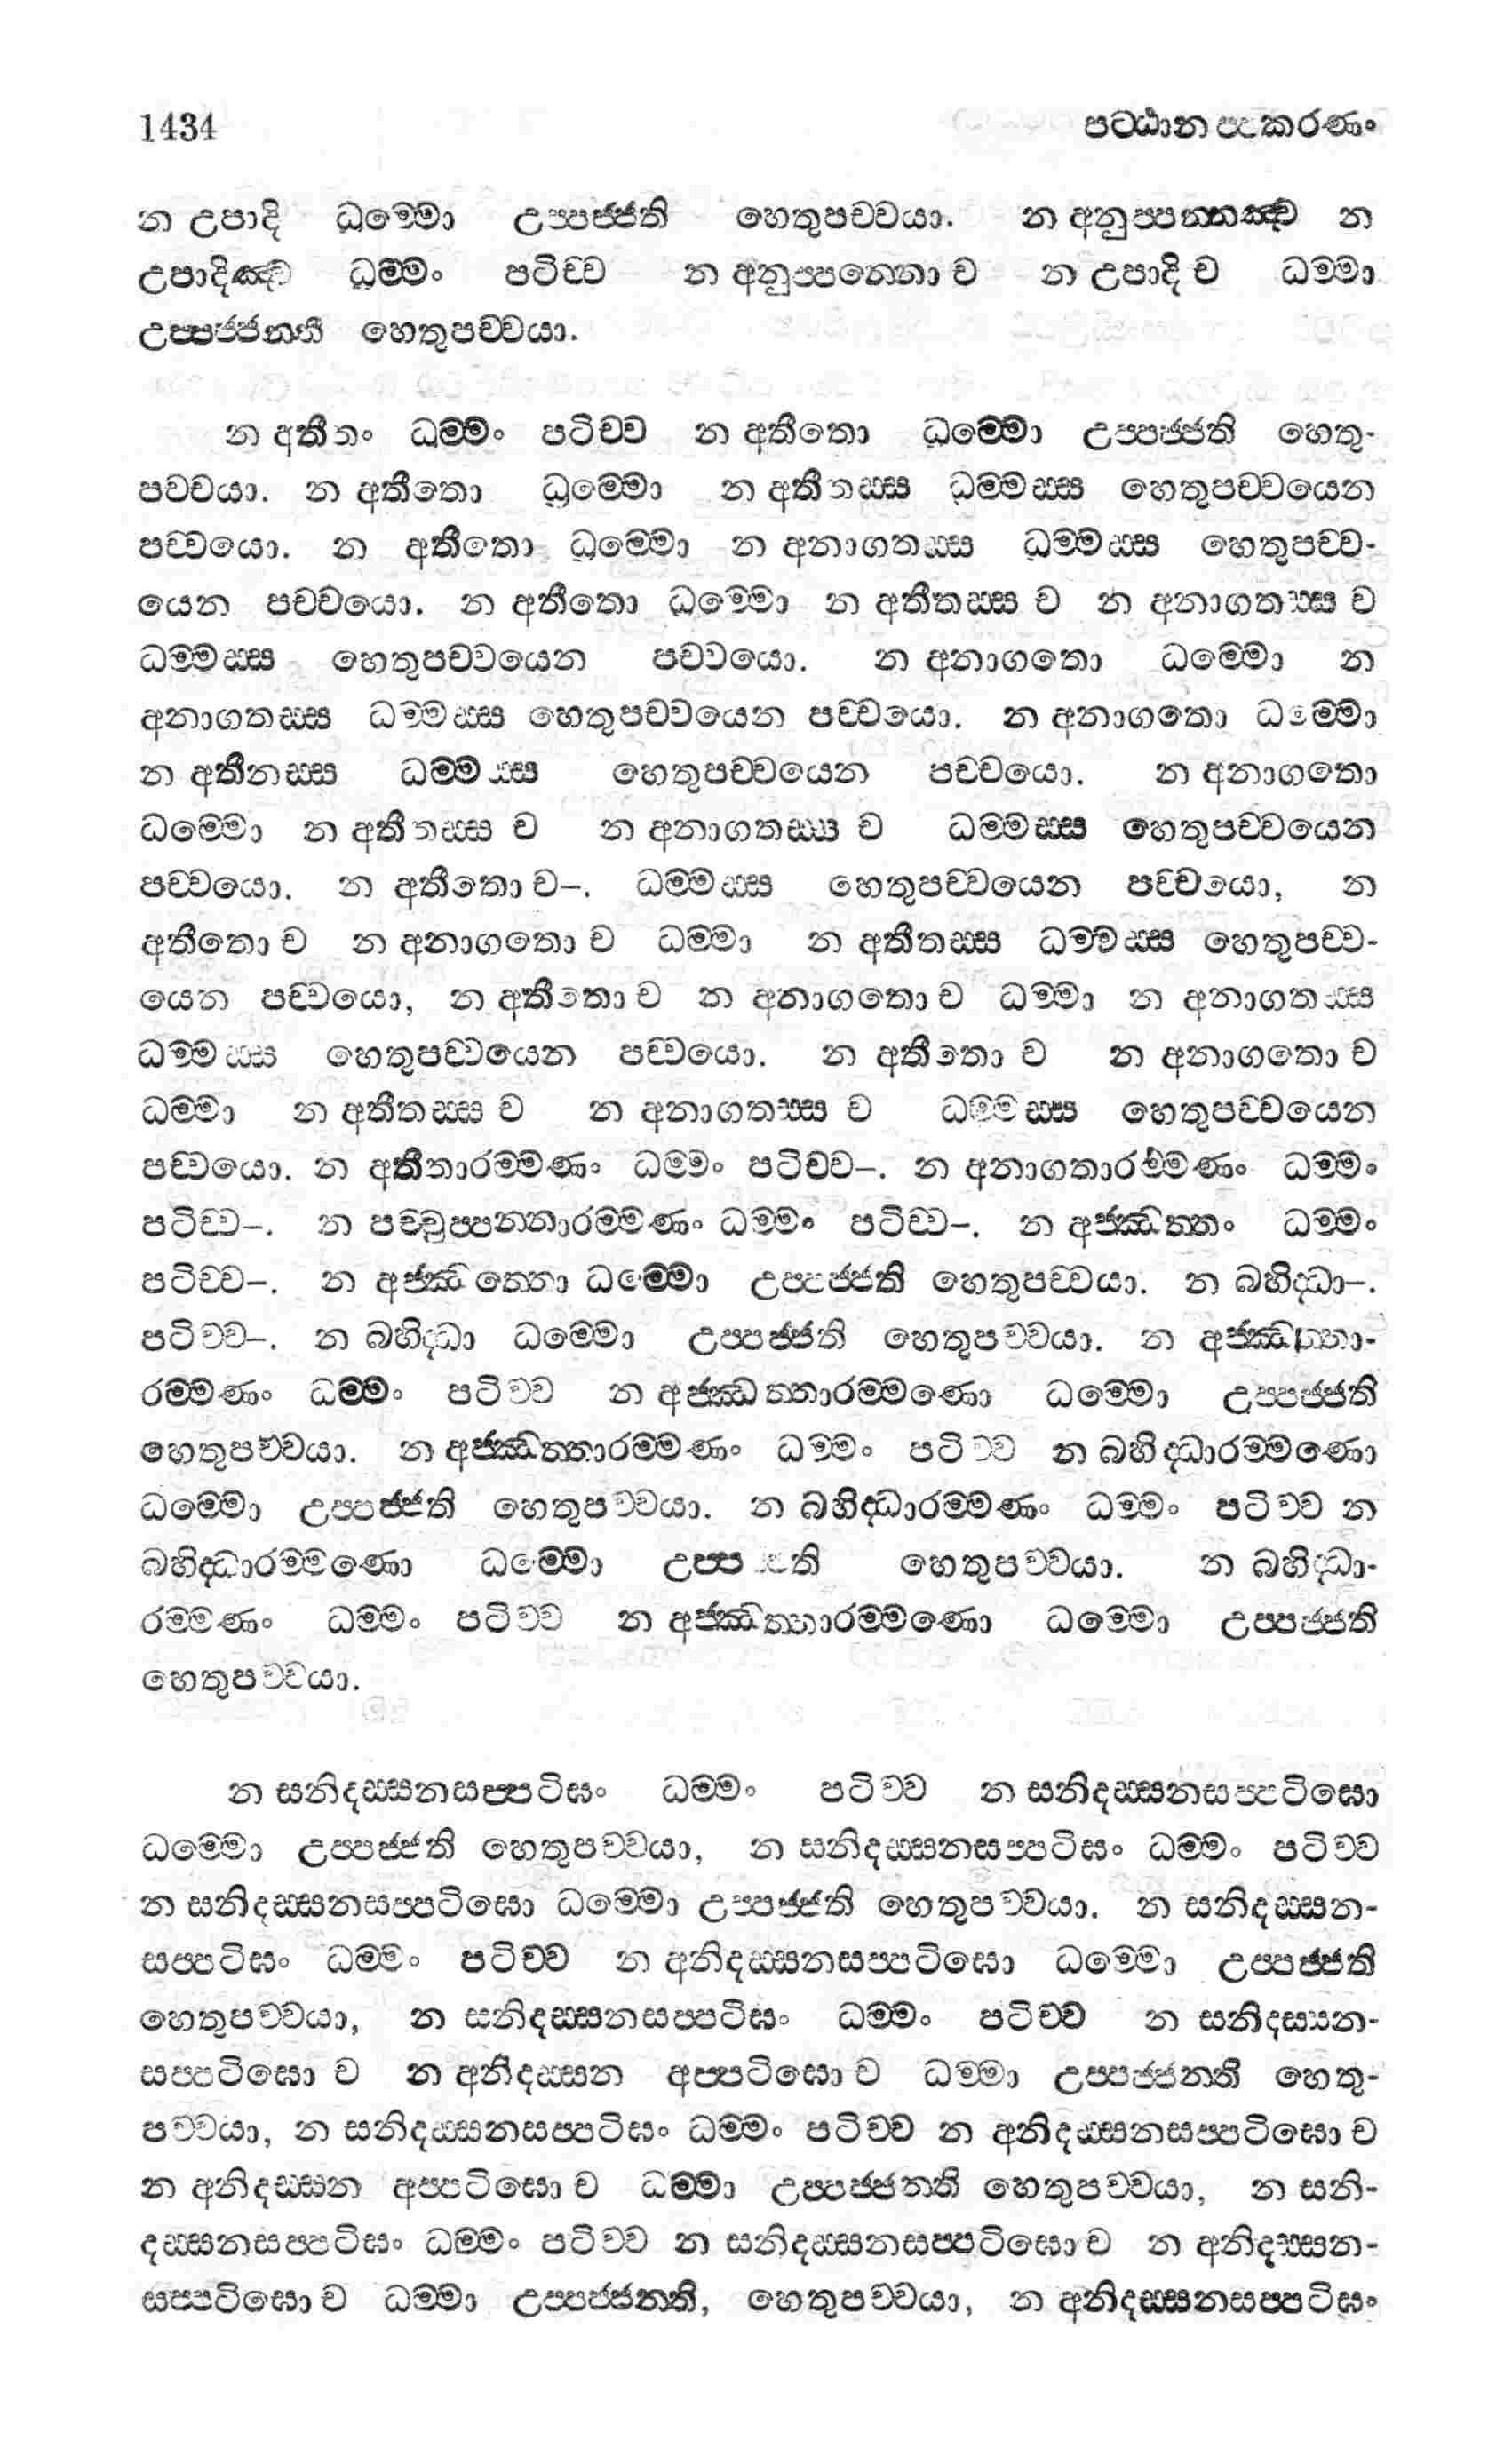 1434 පට්ඨානප්පකරණං
න උපාදි ධම්මො උප්පජ්ජති හෙතුපච්චයා. න අනුප්පන්නඤ්ච න
උපාදිඤ්ච ධම්මං පටිච්ච න අනුප්පන්නො ච න උපාදි ච ධම්මා
උප්පජ්ජන්ති හෙතුපච්චයා.
න අතීතං ධම්මං පටිච්ච න අතීතො ධම්මො උප්පජ්ජති හෙතු-
පච්චයා. න අතීතො ධම්මො න අතීතස්ස ධම්මස්ස හෙතුපච්චයෙන
පච්චයො. න අතීතො ධම්මො න අනාගතස්ස ධම්මස්ස හෙතුපච්ච-
යෙන පච්චයො. න අතීතො ධම්මො න අතීතස්ස ච න අනාගතස්ස ච
ධම්මස්ස හෙතුපච්චයෙන පච්චයො. න අනාගතො ධම්මො න
අනාගතස්ස ධම්මස්ස හෙතුපච්චයෙන පච්චයො. න අනාගතො ධම්මො
න අතීතස්ස ධම්මස්ස හෙතුපච්චයෙන පච්චයො. න අනාගතො
ධම්මො න අතීතස්ස ච න අනාගතස්ස ච ධම්මස්ස හෙතුපච්චයෙන
පච්චයො. න අතීතො ච–. ධම්මස්ස හෙතුපච්චයෙන පච්චයො, න
අතීතො ච න අනාගතො ච ධම්මා න අතීතස්ස ධම්මස්ස හෙතුපච්ච-
යෙන පච්චයො, න අතීතො ච න අනාගතො ච ධම්මා න අනාගතස්ස
ධම්මස්ස හෙතුපච්චයෙන පච්චයො. න අතීතො ච න අනාගතො ච
ධම්මා න අතීතස්ස ච න අනාගතස්ස ච ධම්මස්ස හෙතුපච්චයෙන
පච්චයො. න අතීතාරම්මණං ධම්මං පටිච්ච–. න අනාගතාරම්මණං ධම්මං
පටිච්ච–. න පච්චුප්පන්නාරම්මණං ධම්මං පටිච්ච–. න අජ්ඣත්තං ධම්මං
පටිච්ච–. න අජ්ඣත්තො ධම්මො උප්පජ්ජති හෙතුපච්චයා. න බහිද්ධා–.
පටිච්ච–. න බහිද්ධා ධම්මො උප්පජ්ජති හෙතුපච්චයා. න අජ්ඣත්තා-
රම්මණං ධම්මං පටිච්ච න අජ්ඣත්තාරම්මණො ධම්මො උප්පජ්ජති
හෙතුපච්චයා. න අජ්ඣත්තාරම්මණං ධම්මං පටිච්ච න බහිද්ධාරම්මණො
ධම්මො උප්පජ්ජති හෙතුපච්චයා. න බහිද්ධාරම්මණං ධම්මං පටිච්ච න
බහිද්ධාරම්මණො ධම්මො උප්පජ්ජති හෙතුපච්චයා. න බහිද්ධා-
රම්මණං ධම්මං පටිච්ච න අජ්ඣත්තාරම්මණො ධම්මො උප්පජ්ජති
හෙතුපච්චයා.
න සනිදස්සනසප්පටිඝං ධම්මං පටිච්ච න සනිදස්සනසප්පටිඝො
ධම්මො උප්පජ්ජති හෙතුපච්චයා, න සනිදස්සනසප්පටිඝං ධම්මං පටිච්ච
න සනිදස්සනසප්පටිඝො ධම්මො උප්පජ්ජති හෙතුපච්චයා. න සනිදස්සන-
සප්පටිඝං ධම්මං පටිච්ච න අනිදස්සනසප්පටිඝො ධම්මො උප්පජ්ජති
හෙතුපච්චයා, න සනිදස්සනසප්පටිඝං ධම්මං පටිච්ච න සනිදස්සන-
සප්පටිඝො ච න අනිදස්සන අප්පටිඝො ච ධම්මා උප්පජ්ජන්ති හෙතු-
පච්චයා, න සනිදස්සනසප්පටිඝං ධම්මං පටිච්ච න අනිදස්සනසප්පටිඝො ච
න අනිදස්සන අප්පටිඝො ච ධම්මා උප්පජ්ජන්ති හෙතුපච්චයා, න සනි-
දස්සනසප්පටිඝං ධම්මං පටිච්ච න සනිදස්සනසප්පටිඝො ච න අනිදස්සන-
සප්පටිඝො ච ධම්මා උප්පජ්ජන්ති, හෙතුපච්චයා, න අනිදස්සනසප්පටිඝං